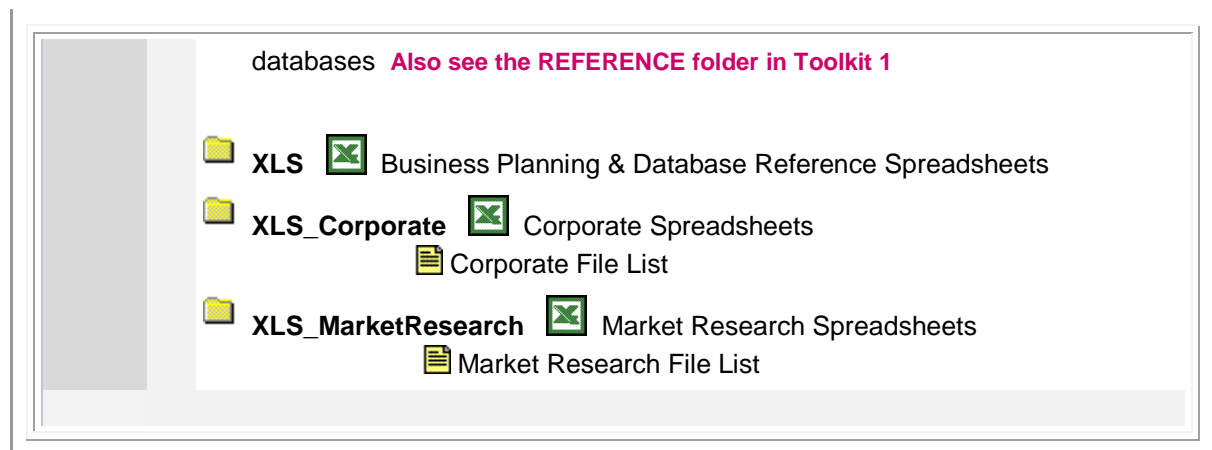 databases Also see the REFERENCE folder in Toolkit 1
XLS Business Planning & Database Reference Spreadsheets
XLS_Corporate Corporate Spreadsheets
Corporate File List
XLS_MarketResearch Market Research Spreadsheets
Market Research File List